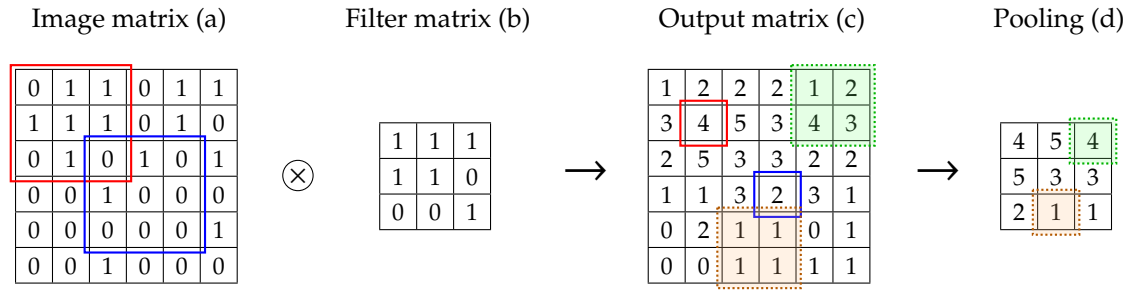 Image matrix (a) Filter matrix (b) Output matrix (c) Pooling (d)
0 1 1 0 1 1
1 1 1 0 1 0
0 1 0 1 0 1
0 0 1 0 0 0
0 0 0 0 0 1
0 0 1 0 0 0
⊗
1 1 1
1 1 0
0 0 1
→
1 2 2 2 1 2
3 4 5 3 4 3
2 5 3 3 2 2
1 1 3 2 3 1
0 2 1 1 0 1
0 0 1 1 1 1
→
4 5 4
5 3 3
2 1 1